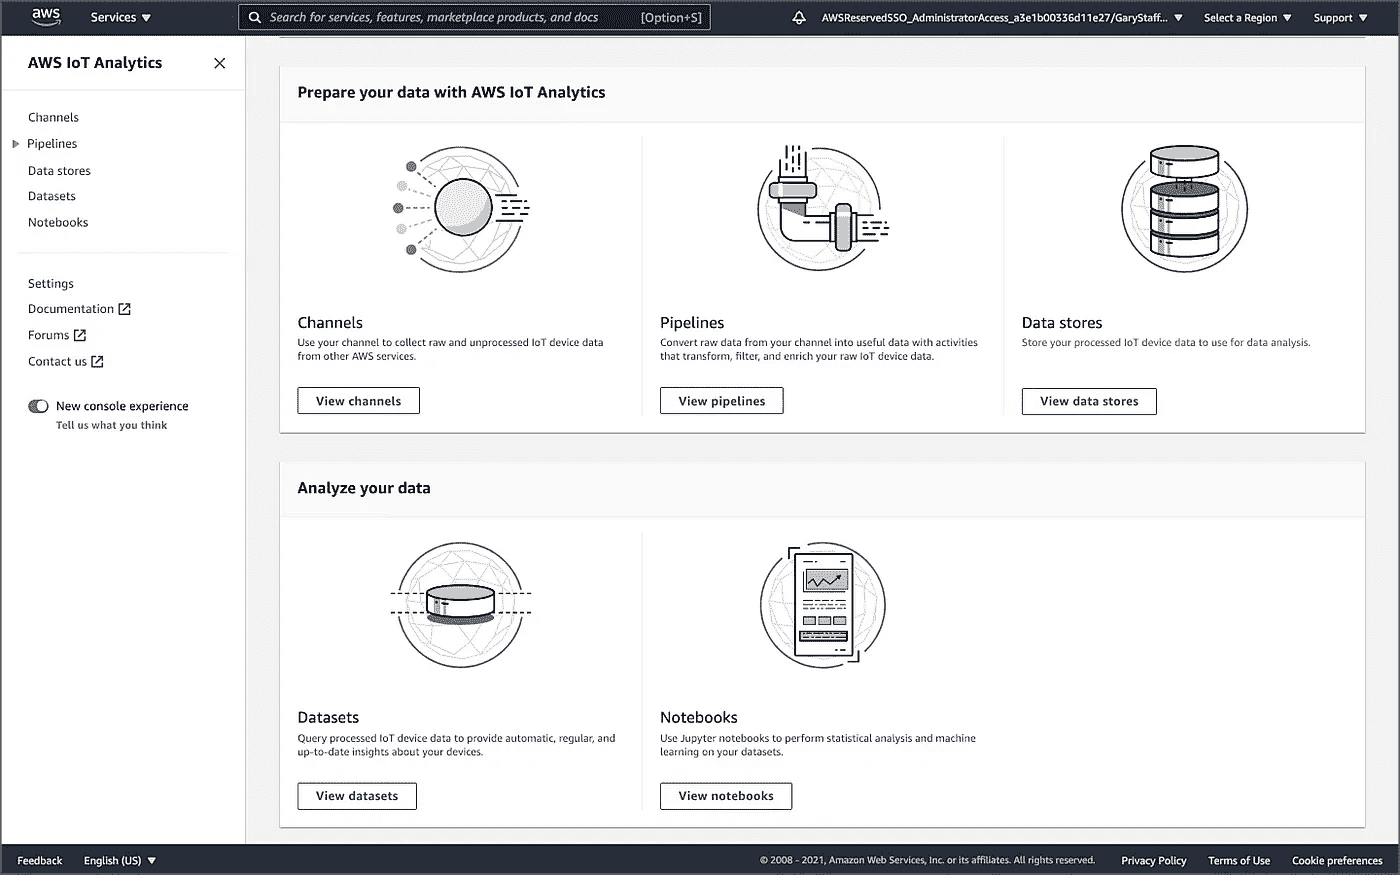 aws
Services
Search for services, features, marketplace products, and docs
[Option+S]
AWSReservedSSO_AdministratorAccess_a3e1b00336d11e27/GaryStaff...
Select a Region
Support
AWS IoT Analytics
Channels
Pipelines
Data stores
Datasets
Notebooks
Settings
Documentation
Forums
Contact us
New console experience
Tell us what you think
Prepare your data with AWS IoT Analytics
Channels
Use your channel to collect raw and unprocessed IoT device data
from other AWS services.
View channels
Pipelines
Convert raw data from your channel into useful data with activities
that transform, filter, and enrich your raw IoT device data.
View pipelines
Data stores
Store your processed IoT device data to use for data analysis.
View data stores
Analyze your data
Datasets
Query processed IoT device data to provide automatic, regular, and
up-to-date insights about your devices.
View datasets
Notebooks
Use Jupyter notebooks to perform statistical analysis and machine
learning on your datasets.
View notebooks
Feedback
English (US)
© 2008 - 2021, Amazon Web Services, Inc. or its affiliates. All rights reserved.
Privacy Policy
Terms of Use
Cookie preferences